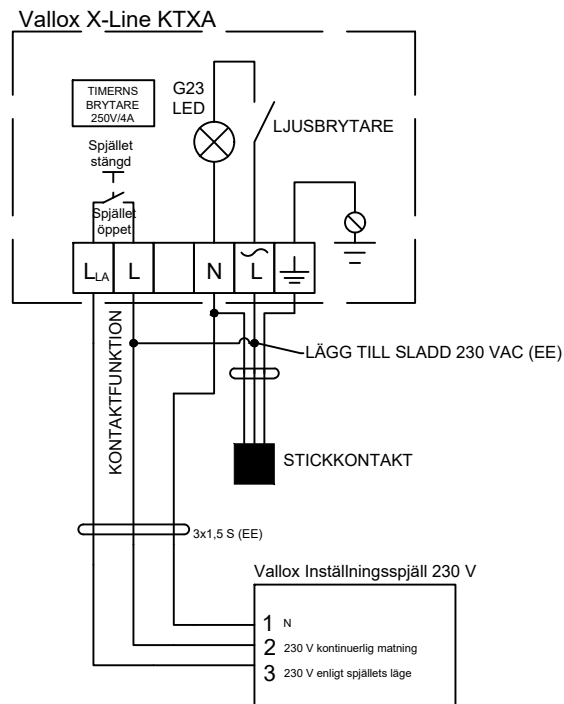 Vallox X-Line KTXA
TIMERNS
BRYTARE
250V/4A
G23
LED
LJUSBRYTARE
Spjället
stängd
Spjället
öppet
LLA
L
N
L
KONTAKTFUNKTION
LÄGG TILL SLADD 230 VAC (EE)
STICKKONTAKT
3x1,5 S (EE)
Vallox Inställningsspjäll 230 V
1 N
2 230 V kontinuerlig matning
3 230 V enligt spjällets läge